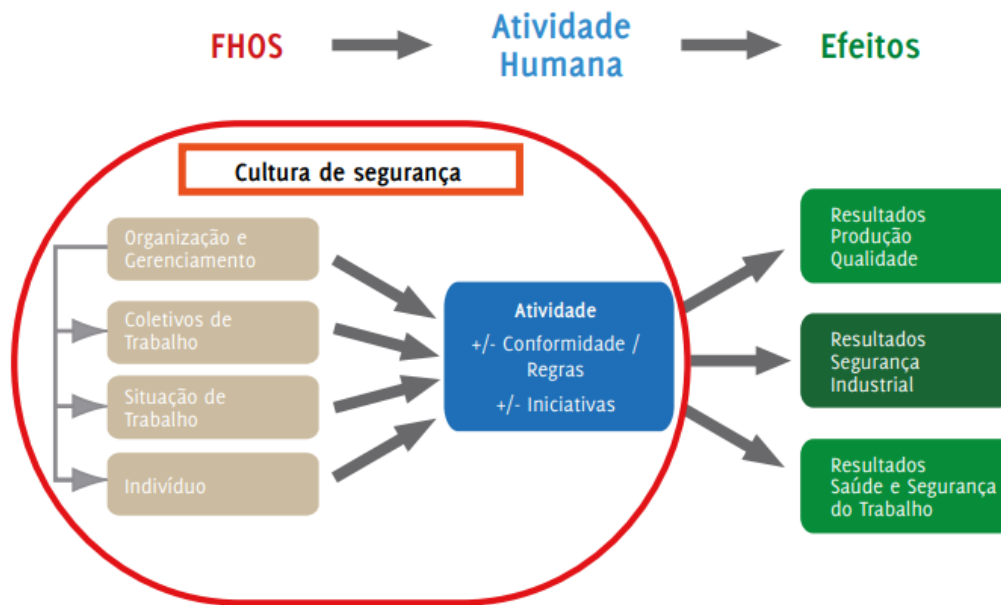 FHOS
Atividade
Humana
Efeitos
Cultura de segurança
Organização e
Gerenciamento
Coletivos de
Trabalho
Situação de
Trabalho
Indivíduo
Atividade
+/- Conformidade /
Regras
+/- Iniciativas
Resultados
Produção
Qualidade
Resultados
Segurança
Industrial
Resultados
Saúde e Segurança
do Trabalho